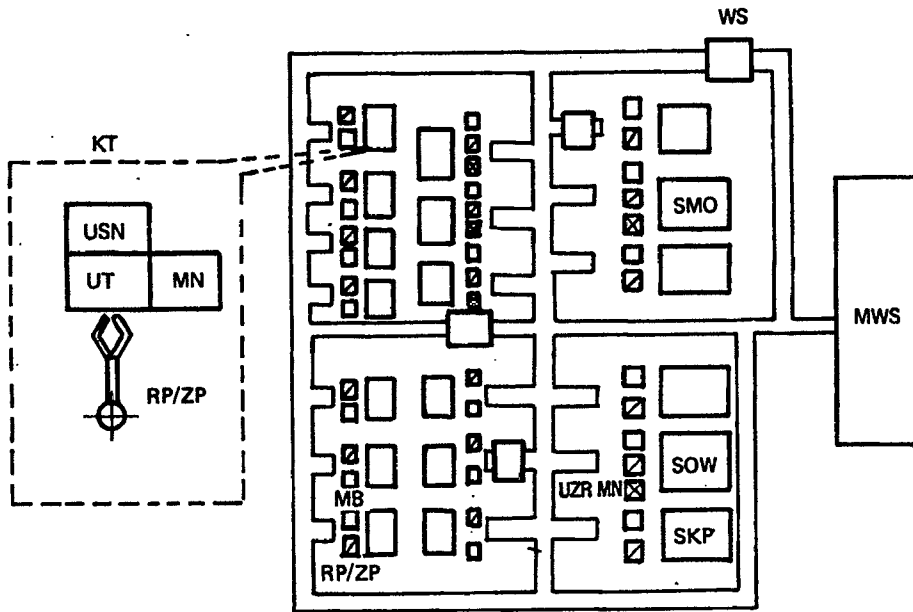 WS
KT
USN
UT MN
RP/ZP
SMO
MWS
MB
RP/ZP
UZR MN
SOW
SKP